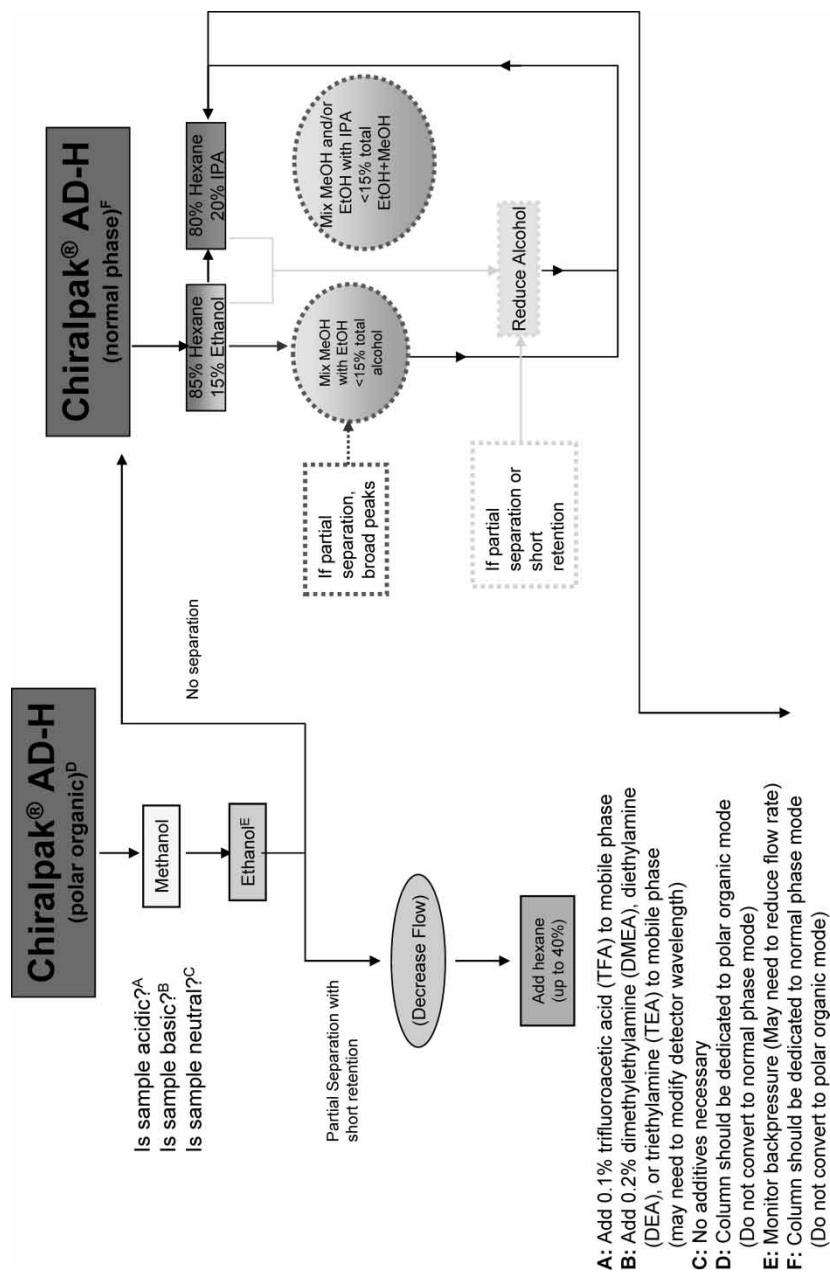 Chiralpak® AD-H
(polar organic)D
Is sample acidic?A
Is sample basic?B
Is sample neutral?C
Methanol
EthanolE
Partial Separation with
short retention
No separation
(Decrease Flow)
Add hexane
(up to 40%)
Chiralpak® AD-H
(normal phase)F
85% Hexane
15% Ethanol
80% Hexane
20% IPA
If partial
separation,
broad peaks
Mix MeOH
with EtOH
<15% total
alcohol
Mix MeOH and/or
EtOH with IPA
<15% total
EtOH+MeOH
If partial
separation or
short
retention
Reduce Alcohol
A: Add 0.1% trifluoroacetic acid (TFA) to mobile phase
B: Add 0.2% dimethylethylamine (DMEA), diethylamine
(DEA), or triethylamine (TEA) to mobile phase
(may need to modify detector wavelength)
C: No additives necessary
D: Column should be dedicated to polar organic mode
(Do not convert to normal phase mode)
E: Monitor backpressure (May need to reduce flow rate)
F: Column should be dedicated to normal phase mode
(Do not convert to polar organic mode)